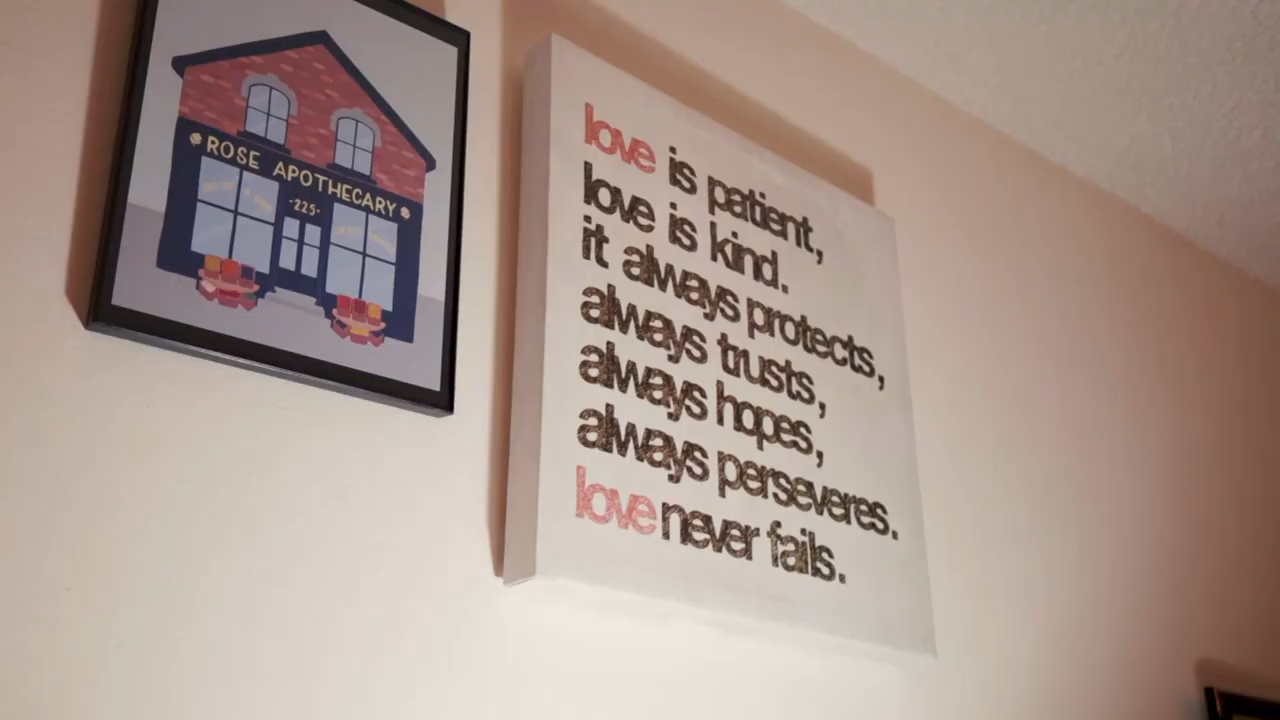 ROSE APOTHECARY
·225·
love is patient,
love is kind.
it always protects,
always trusts,
always hopes,
always perseveres.
love never fails.